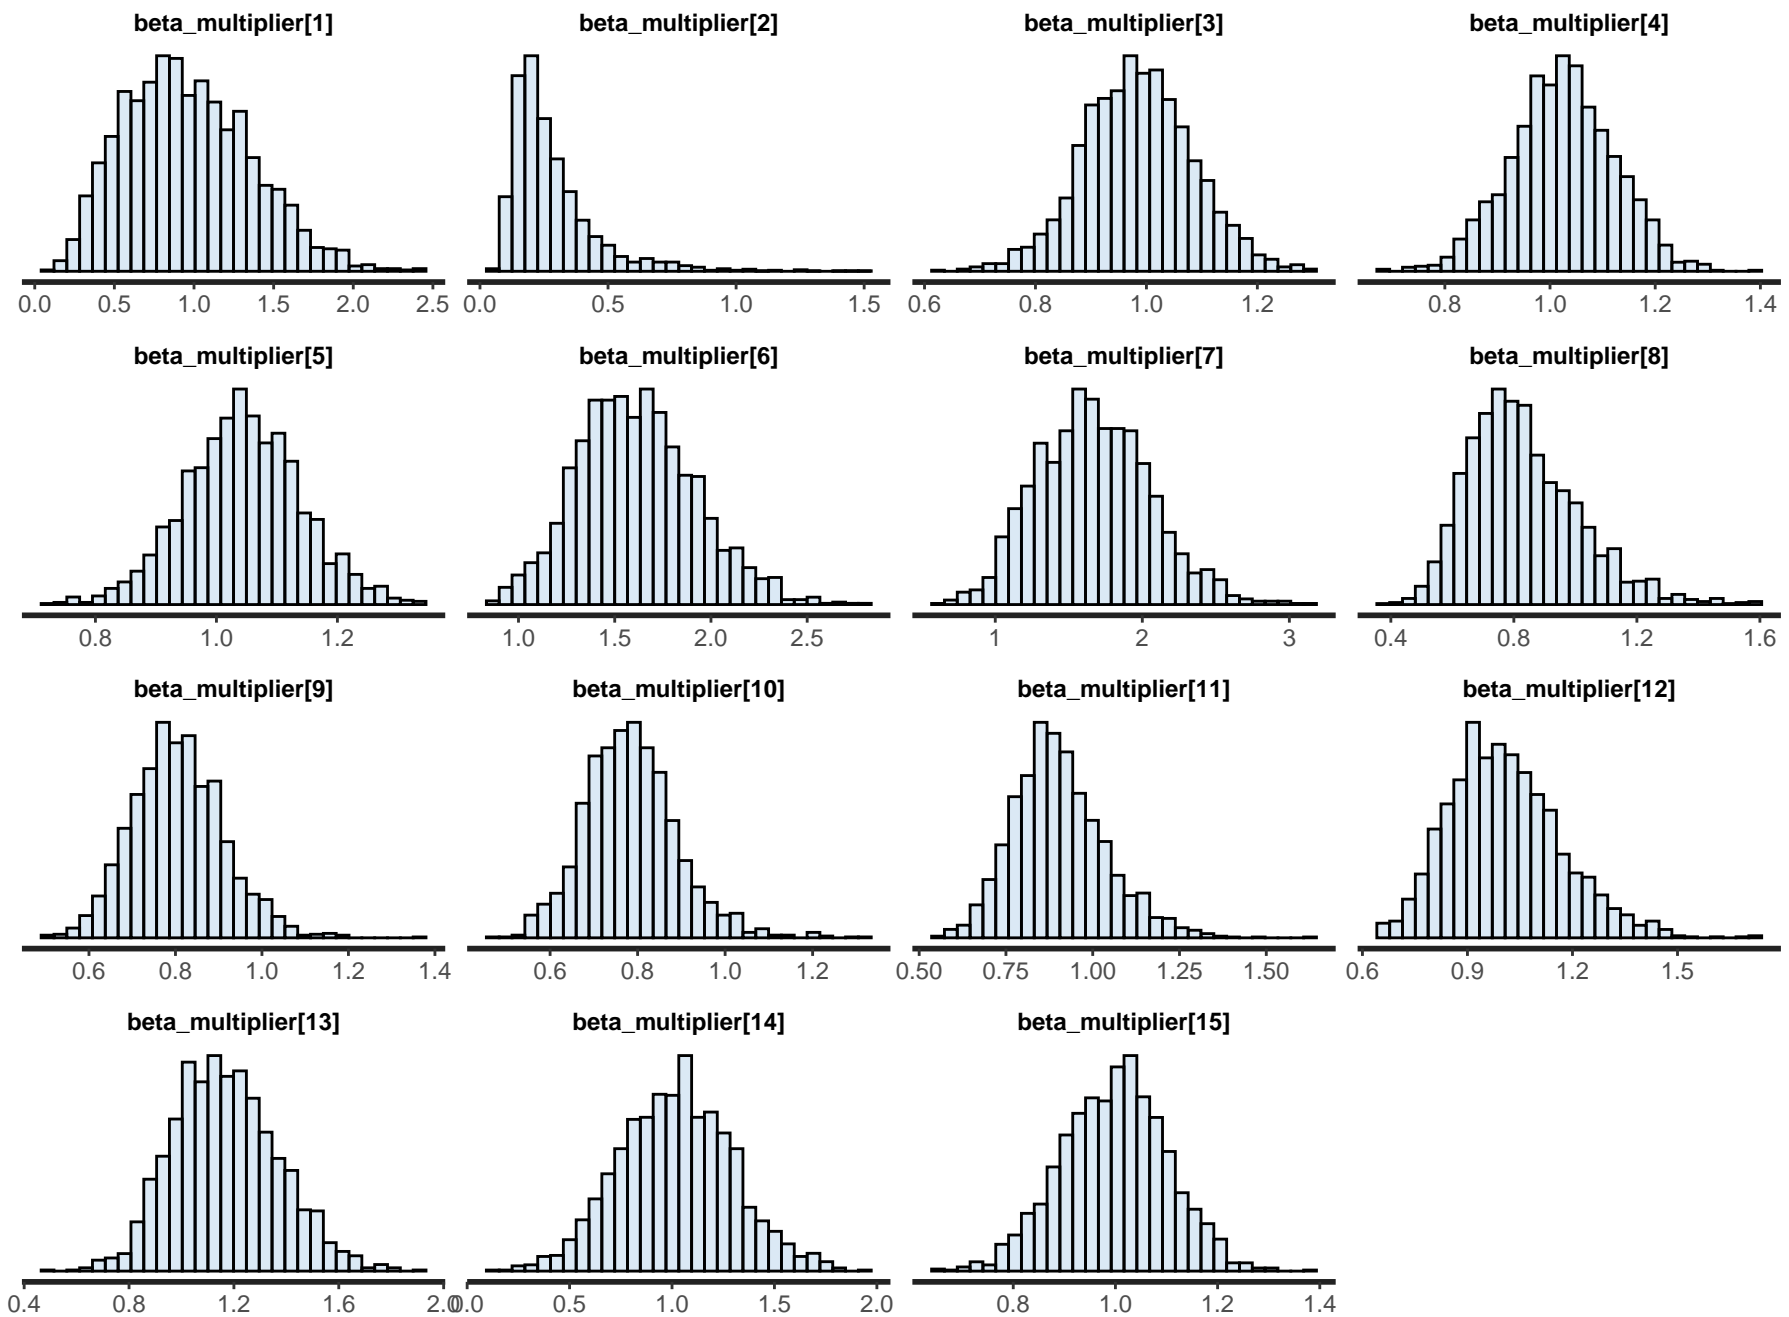 beta_multiplier[1] beta_multiplier[2] beta_multiplier[3] beta_multiplier[4]
0.0 0.5 1.0 1.5 2.0 2.5 0.0 0.5 1.0 1.5 0.6 0.8 1.0 1.2 0.8 1.0 1.2 1.4
beta_multiplier[5] beta_multiplier[6] beta_multiplier[7] beta_multiplier[8]
0.8 1.0 1.2 1.0 1.5 2.0 2.5 1 2 3 0.4 0.8 1.2 1.6
beta_multiplier[9] beta_multiplier[10] beta_multiplier[11] beta_multiplier[12]
0.6 0.8 1.0 1.2 1.4 0.6 0.8 1.0 1.2 0.50 0.75 1.00 1.25 1.50 0.6 0.9 1.2 1.5
beta_multiplier[13] beta_multiplier[14] beta_multiplier[15]
0.4 0.8 1.2 1.6 2.0 0.0 0.5 1.0 1.5 2.0 0.8 1.0 1.2 1.4